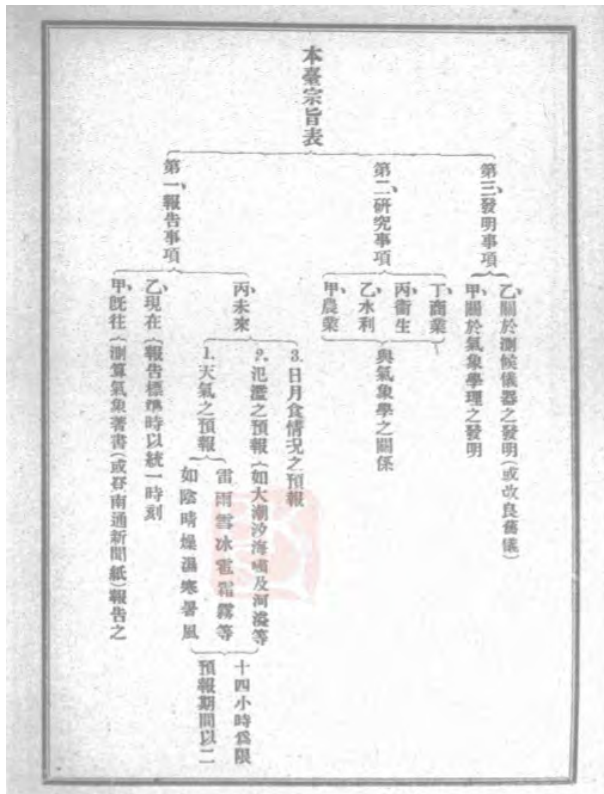 本臺宗旨表
第一、報告事項
甲、旣往(測算氣象著書(或登南通新聞紙)報告之
乙、現在(報告標準時以統一時刻
丙、未來
1.天氣之預報
如陰晴燥濕寒暑風
雷雨雪冰雹霜霧等
預報期間以二
十四小時爲限
2.氾濫之預報(如大潮汐海嘯及河溢等
3.日月食情況之預報
第二、研究事項
甲、農業
乙、水利
丙、衞生
丁、商業
與氣象學之關係
第三、發明事項
甲、關於氣象學理之發明
乙、關於測候儀器之發明(或改良舊儀)